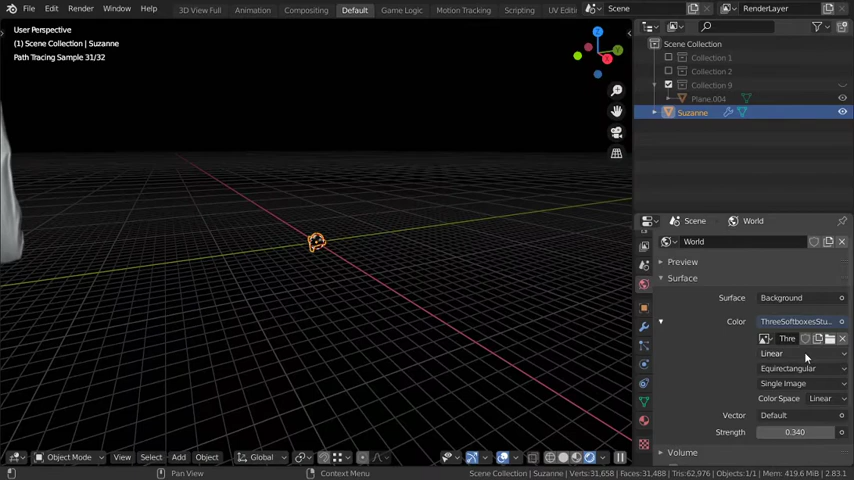 File Edit Render Window Help 3D View Full Animation Compositing Default Game Logic Motion Tracking Scripting UV Editi Scene RenderLayer
User Perspective
(1) Scene Collection | Suzanne
Path Tracing Sample 31/32
Z
Y
X
Scene Collection
Collection 1
Collection 2
Collection 9
Plane.004
Suzanne
Scene World
World
Preview
Surface
Surface Background
Color ThreeSoftboxesStu...
Thre
Linear
Equirectangular
Single Image
Color Space Linear
Vector Default
Strength 0.340
Volume
Object Mode View Select Add Object Global
Pan View Context Menu Scene Collection | Suzanne | Verts:31,658 | Faces:31,488 | Tris:62,976 | Objects:1/1 | Mem: 419.6 MiB | 2.83.1